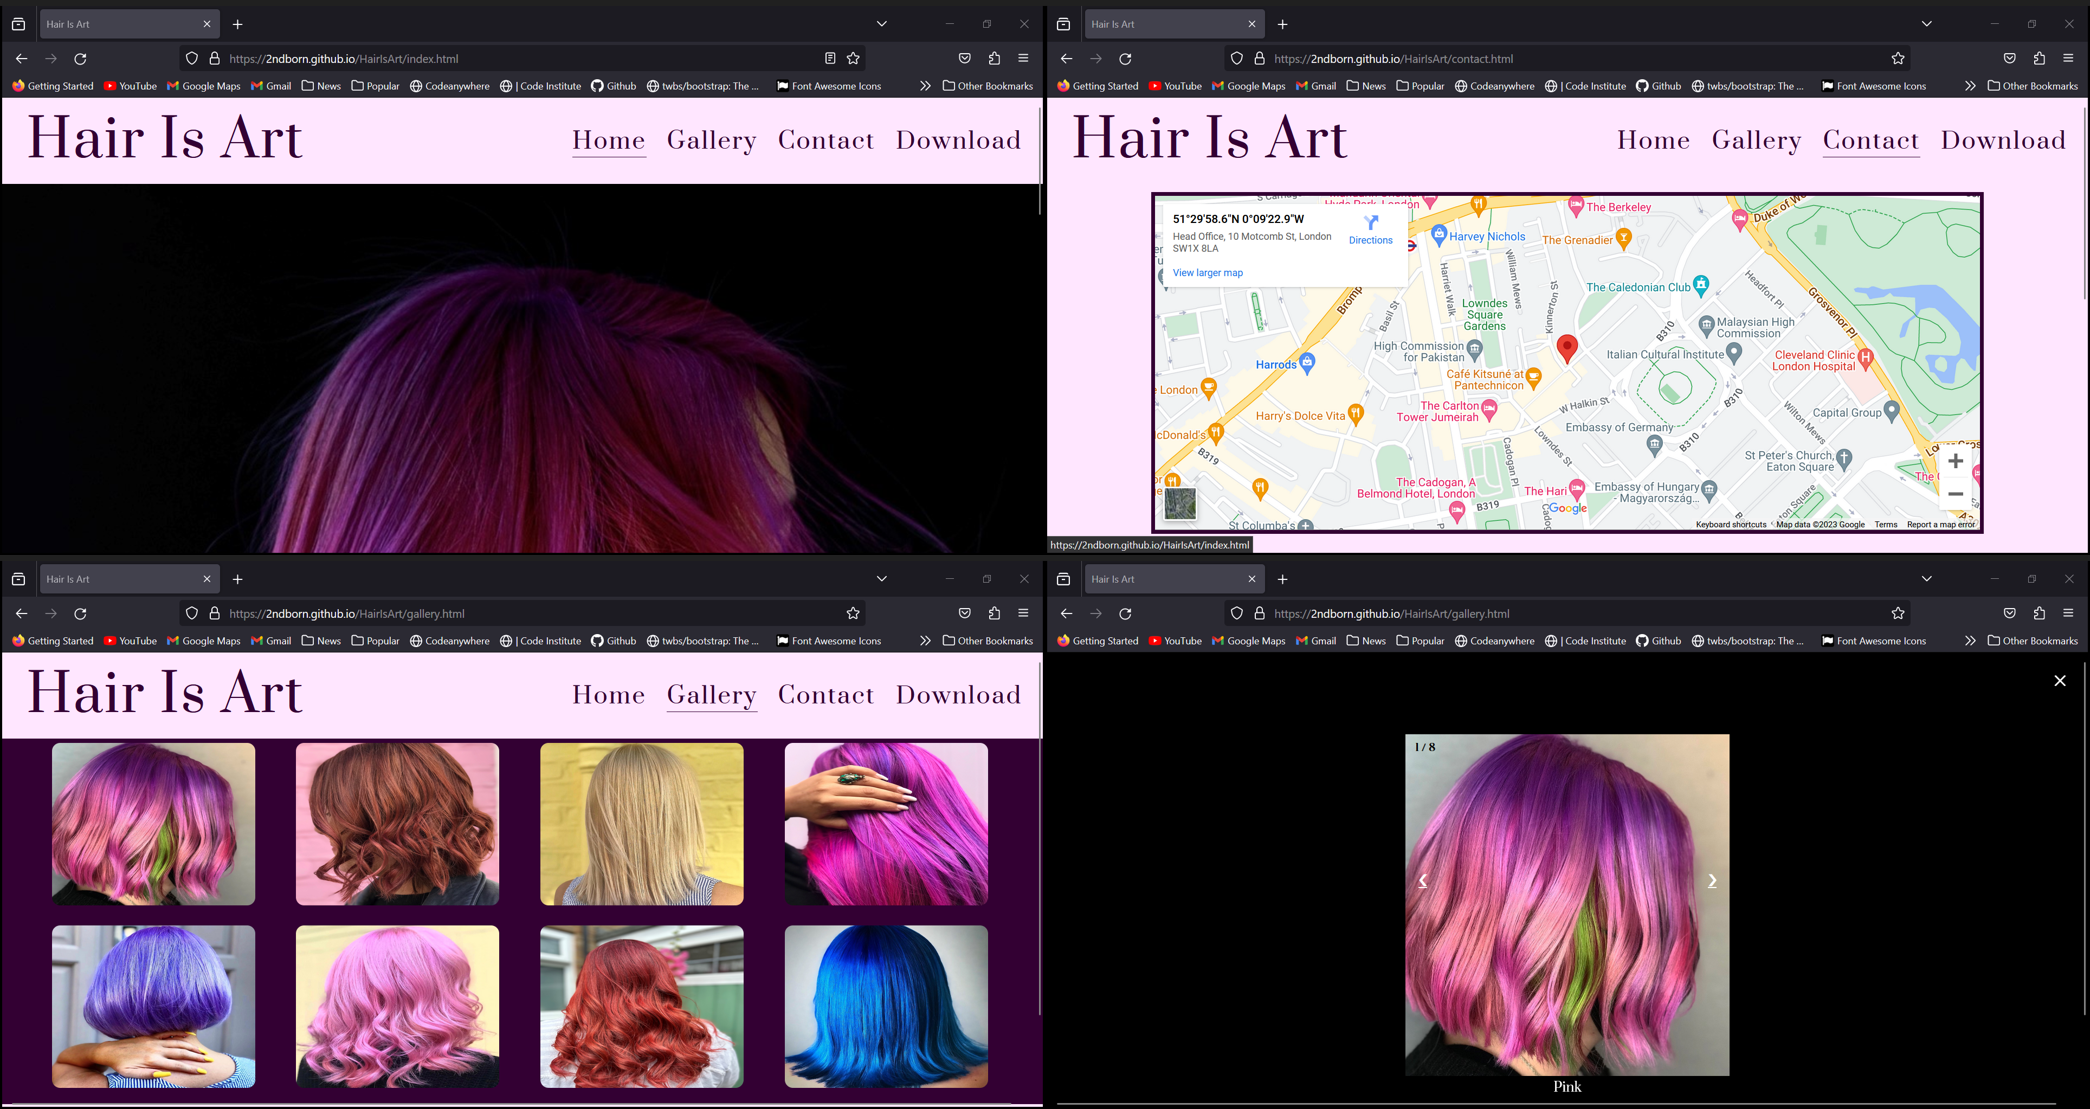 Hair Is Art
https://2ndborn.github.io/HairIsArt/index.html
Getting Started YouTube Google Maps Gmail News Popular Codeanywhere | Code Institute Github twbs/bootstrap: The ... Font Awesome Icons Other Bookmarks
Hair Is Art Home Gallery Contact Download
Hair Is Art
https://2ndborn.github.io/HairIsArt/contact.html
Getting Started YouTube Google Maps Gmail News Popular Codeanywhere | Code Institute Github twbs/bootstrap: The ... Font Awesome Icons Other Bookmarks
Hair Is Art Home Gallery Contact Download
51°29'58.6"N 0°09'22.9"W
Head Office, 10 Motcomb St, London
SW1X 8LA
Directions
View larger map
Hyde Park, London
The Berkeley
Duke of We
Harvey Nichols
The Grenadier
Harriet Walk
William Mews
The Caledonian Club
Headfort Pl
Grosvenor Pl
Bromp
Basil St
Lowndes
Square
Gardens
Kinnerton St
B310
Malaysian High
Commission
High Commission
for Pakistan
Italian Cultural Institute
Cleveland Clinic
London Hospital
Harrods
Café Kitsuné at
Pantechnicon
e London
The Carlton
Tower Jumeirah
W Halkin St
B310
Harry's Dolce Vita
Wilton Mews
Capital Group
Embassy of Germany
cDonald's
B319
Lowndes St
B310
Cadogan Pl
St Peter's Church,
Eaton Square
The Cadogan, A
Belmond Hotel, London
The Hari
Embassy of Hungary
- Magyarország...
B319
Google
St Columba's
Keyboard shortcuts Map data ©2023 Google Terms Report a map error
https://2ndborn.github.io/HairIsArt/index.html
Hair Is Art
https://2ndborn.github.io/HairIsArt/gallery.html
Getting Started YouTube Google Maps Gmail News Popular Codeanywhere | Code Institute Github twbs/bootstrap: The ... Font Awesome Icons Other Bookmarks
Hair Is Art Home Gallery Contact Download
Hair Is Art
https://2ndborn.github.io/HairIsArt/gallery.html
Getting Started YouTube Google Maps Gmail News Popular Codeanywhere | Code Institute Github twbs/bootstrap: The ... Font Awesome Icons Other Bookmarks
1 / 8
Pink